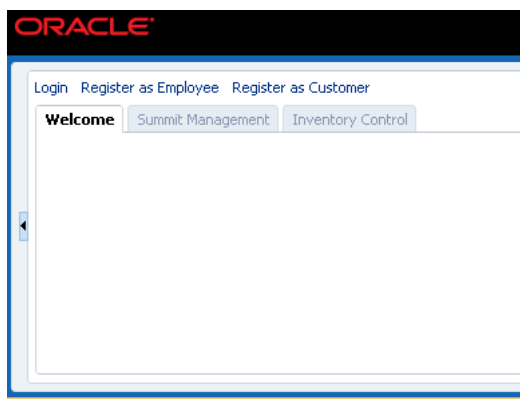 ORACLE
Login Register as Employee Register as Customer
Welcome Summit Management Inventory Control